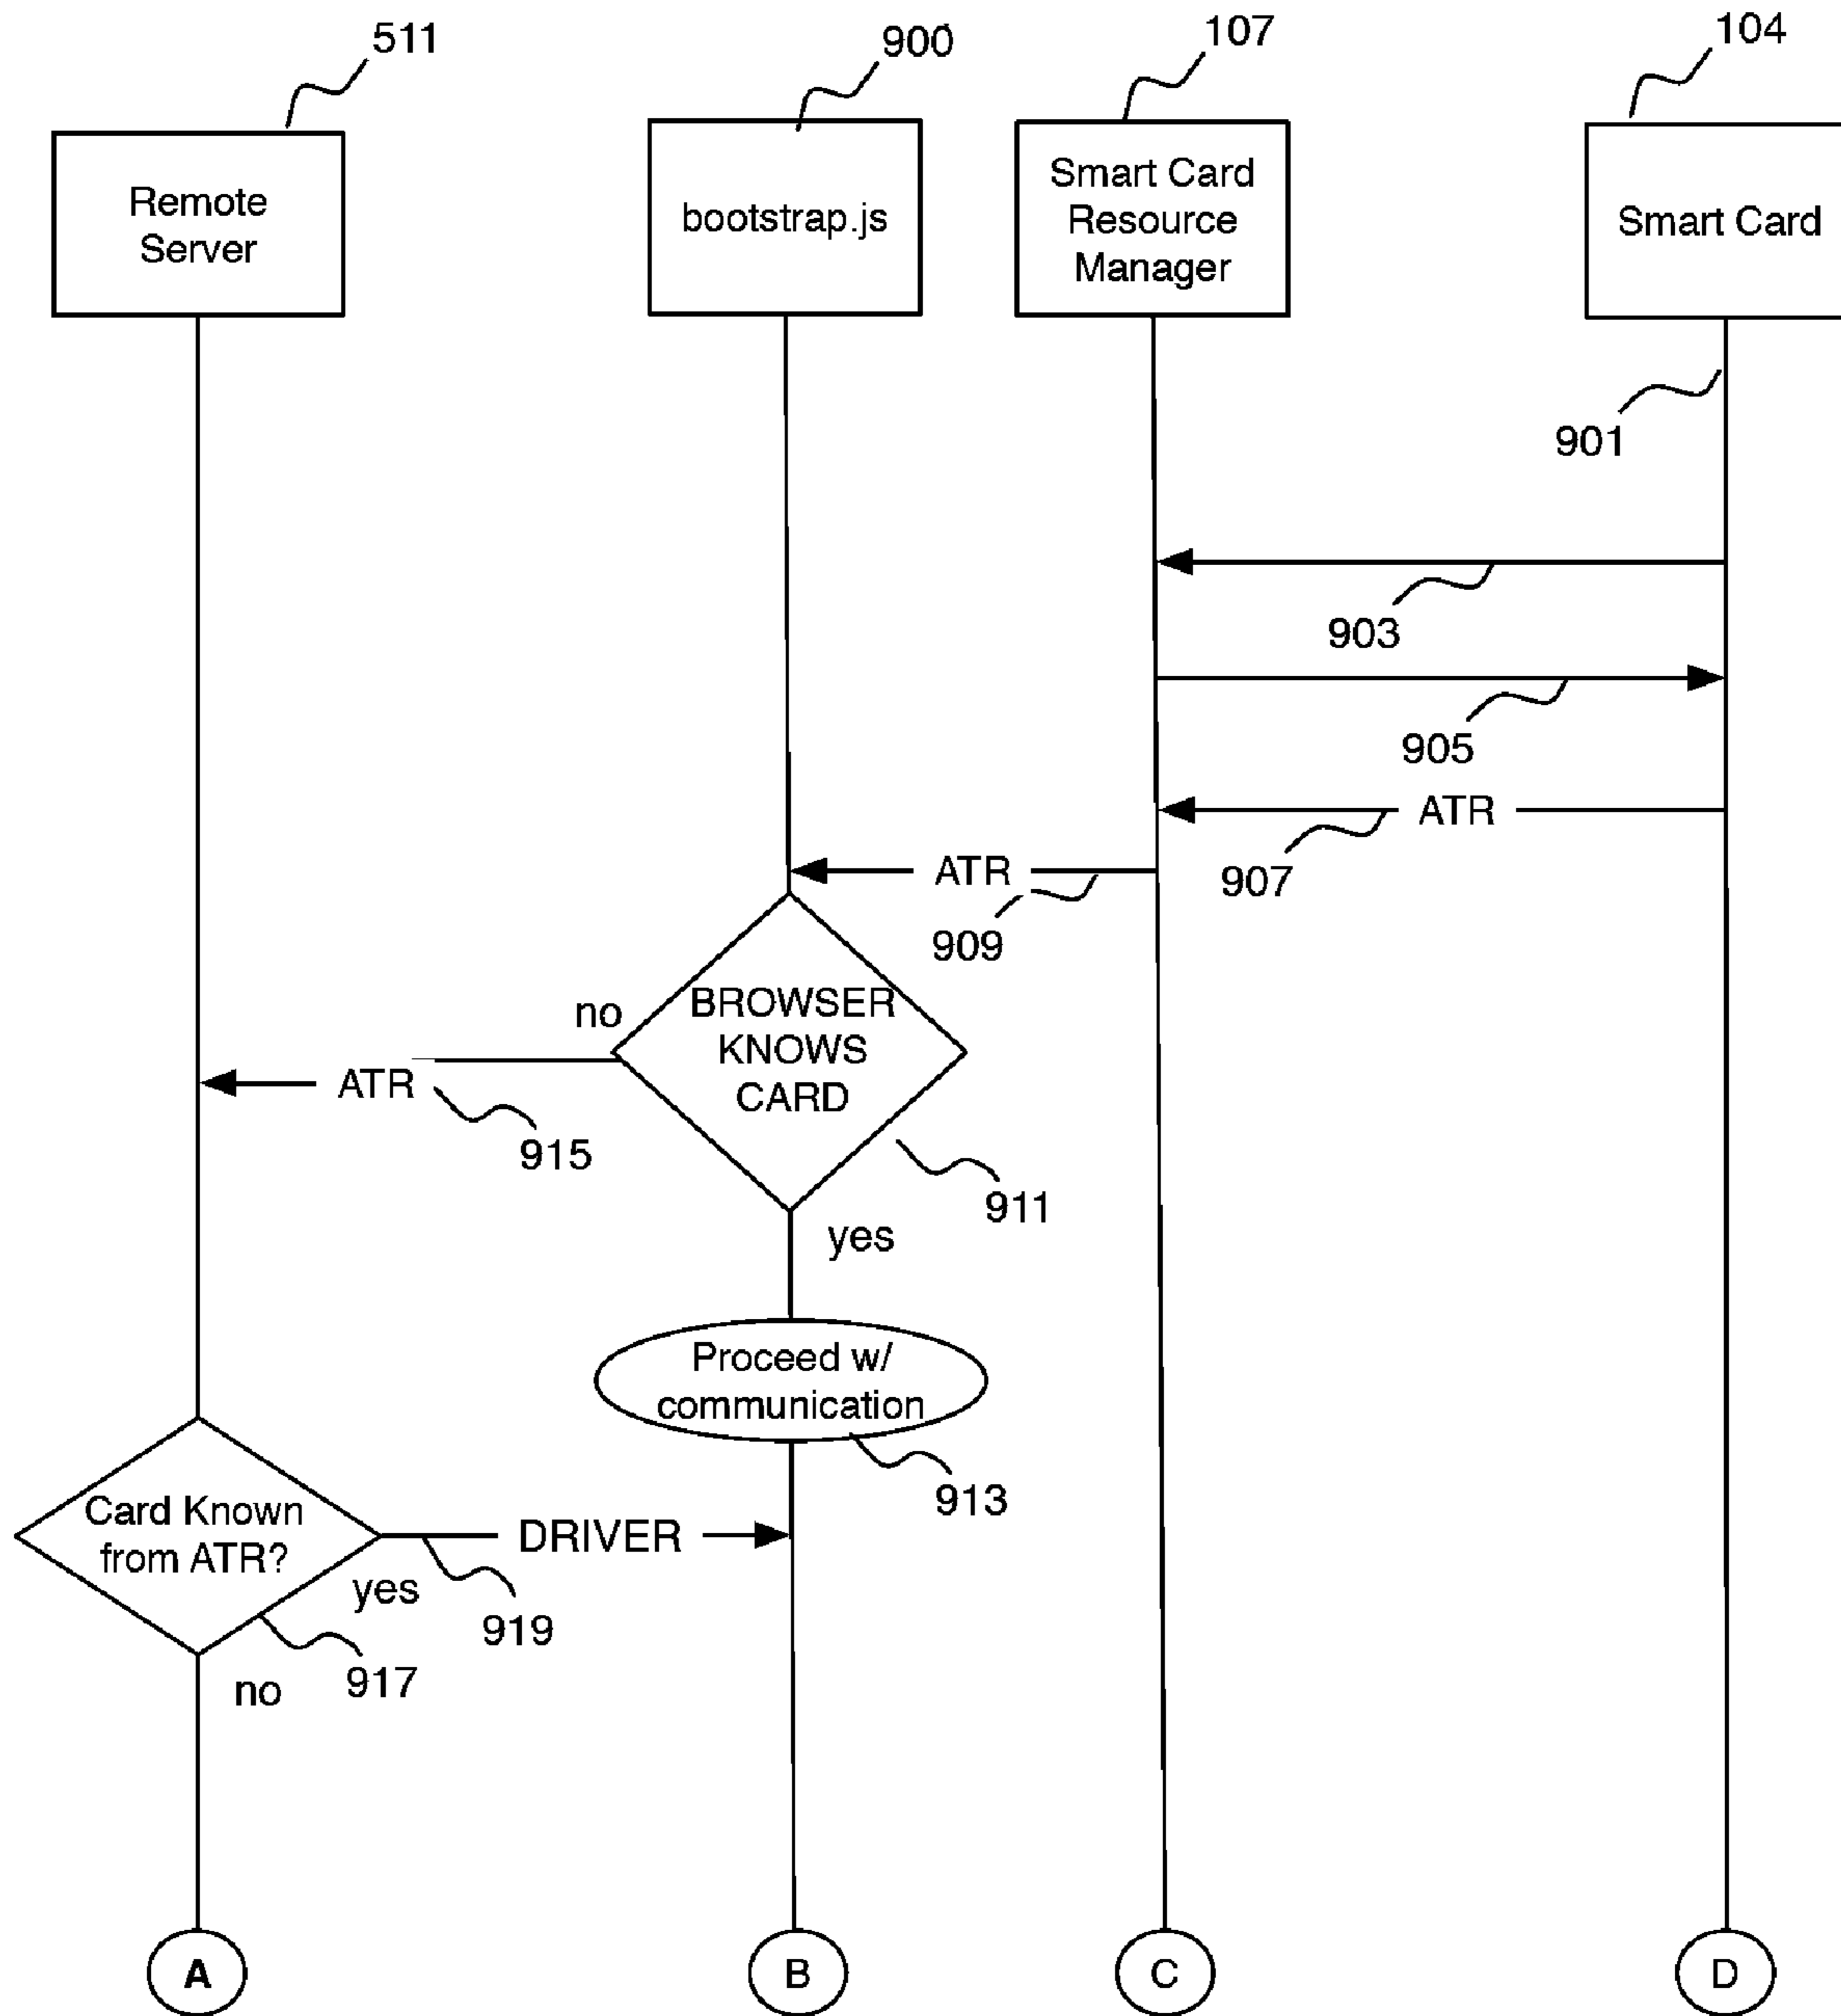 511
900
107
104
Remote
Server
bootstrap.js
Smart Card
Resource
Manager
Smart Card
901
903
905
ATR
907
ATR
909
no
BROWSER
KNOWS
CARD
ATR
915
911
yes
Proceed w/
communication
913
Card Known
from ATR?
DRIVER
yes
919
917
no
A
B
C
D